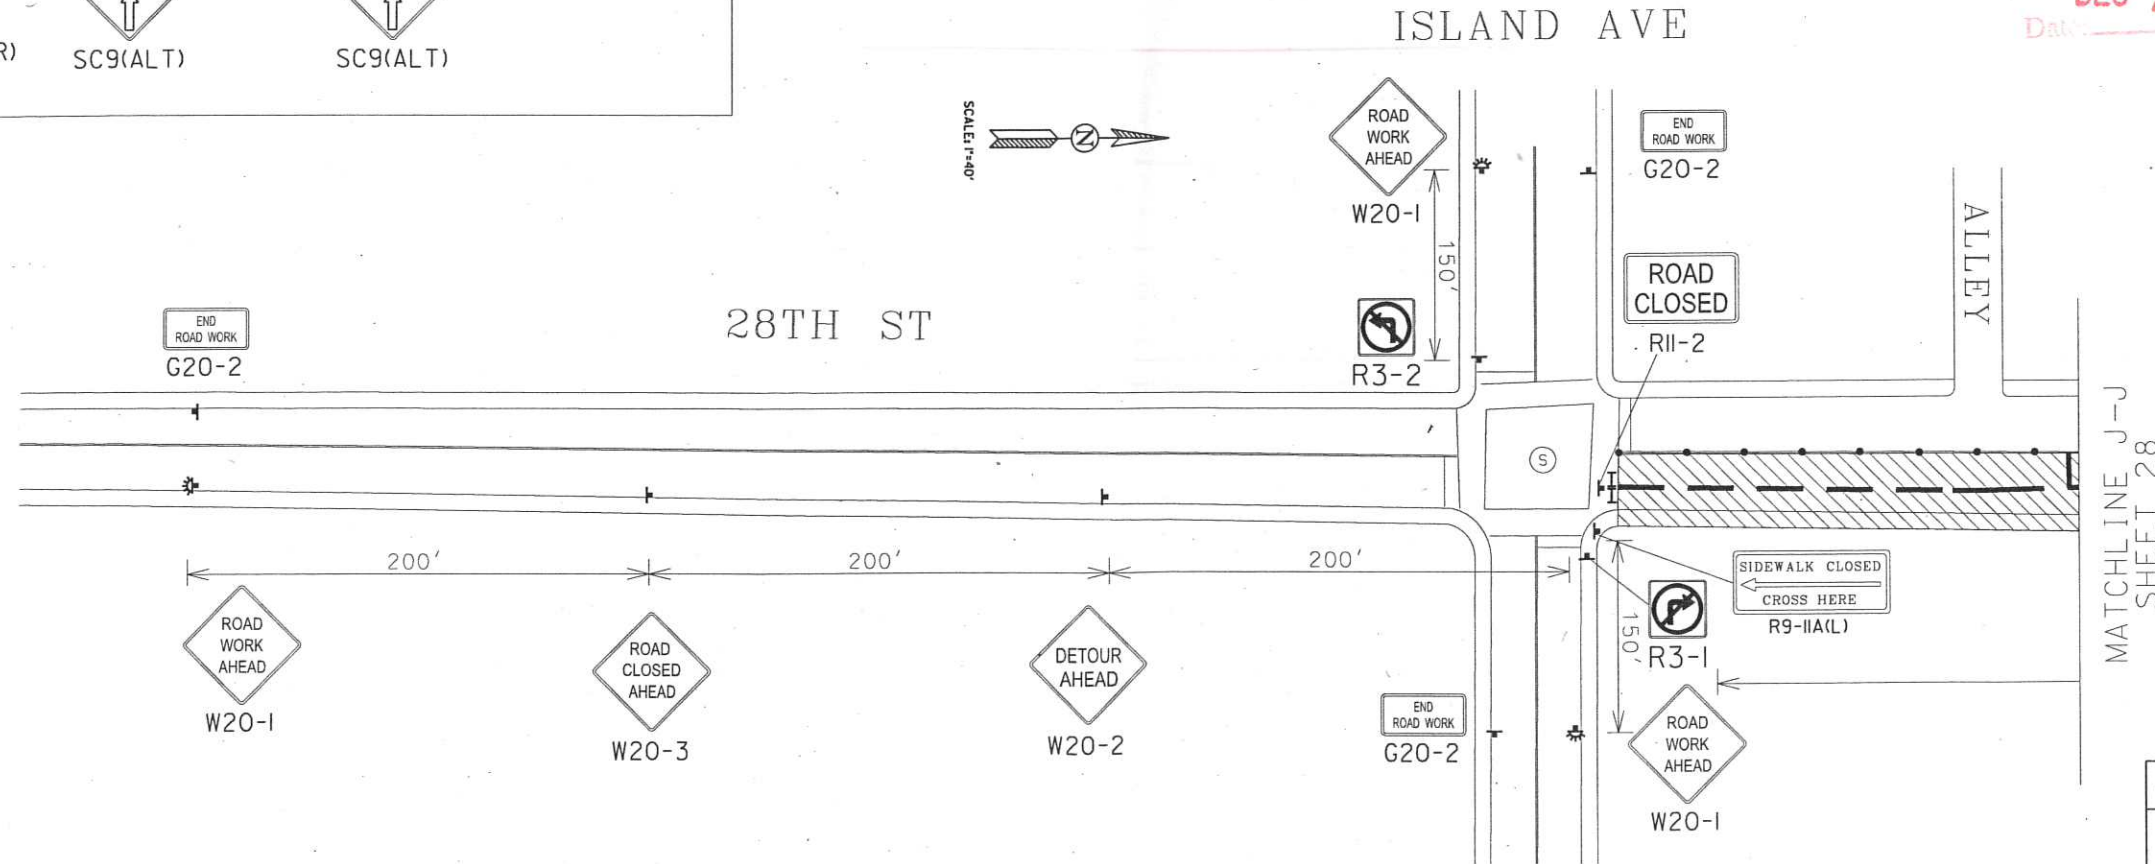 R)
SC9(ALT)
SC9(ALT)
ISLAND AVE
Date
SCALE: 1"=40'
N
ROAD
WORK
AHEAD
W20-1
150'
END
ROAD WORK
G20-2
ALLEY
ROAD
CLOSED
R11-2
28TH ST
END
ROAD WORK
G20-2
R3-2
S
MATCHLINE J-J
SHEET 28
200'
200'
200'
SIDEWALK CLOSED
CROSS HERE
R9-11A(L)
R3-1
150'
ROAD
WORK
AHEAD
W20-1
ROAD
CLOSED
AHEAD
W20-3
DETOUR
AHEAD
W20-2
END
ROAD WORK
G20-2
ROAD
WORK
AHEAD
W20-1